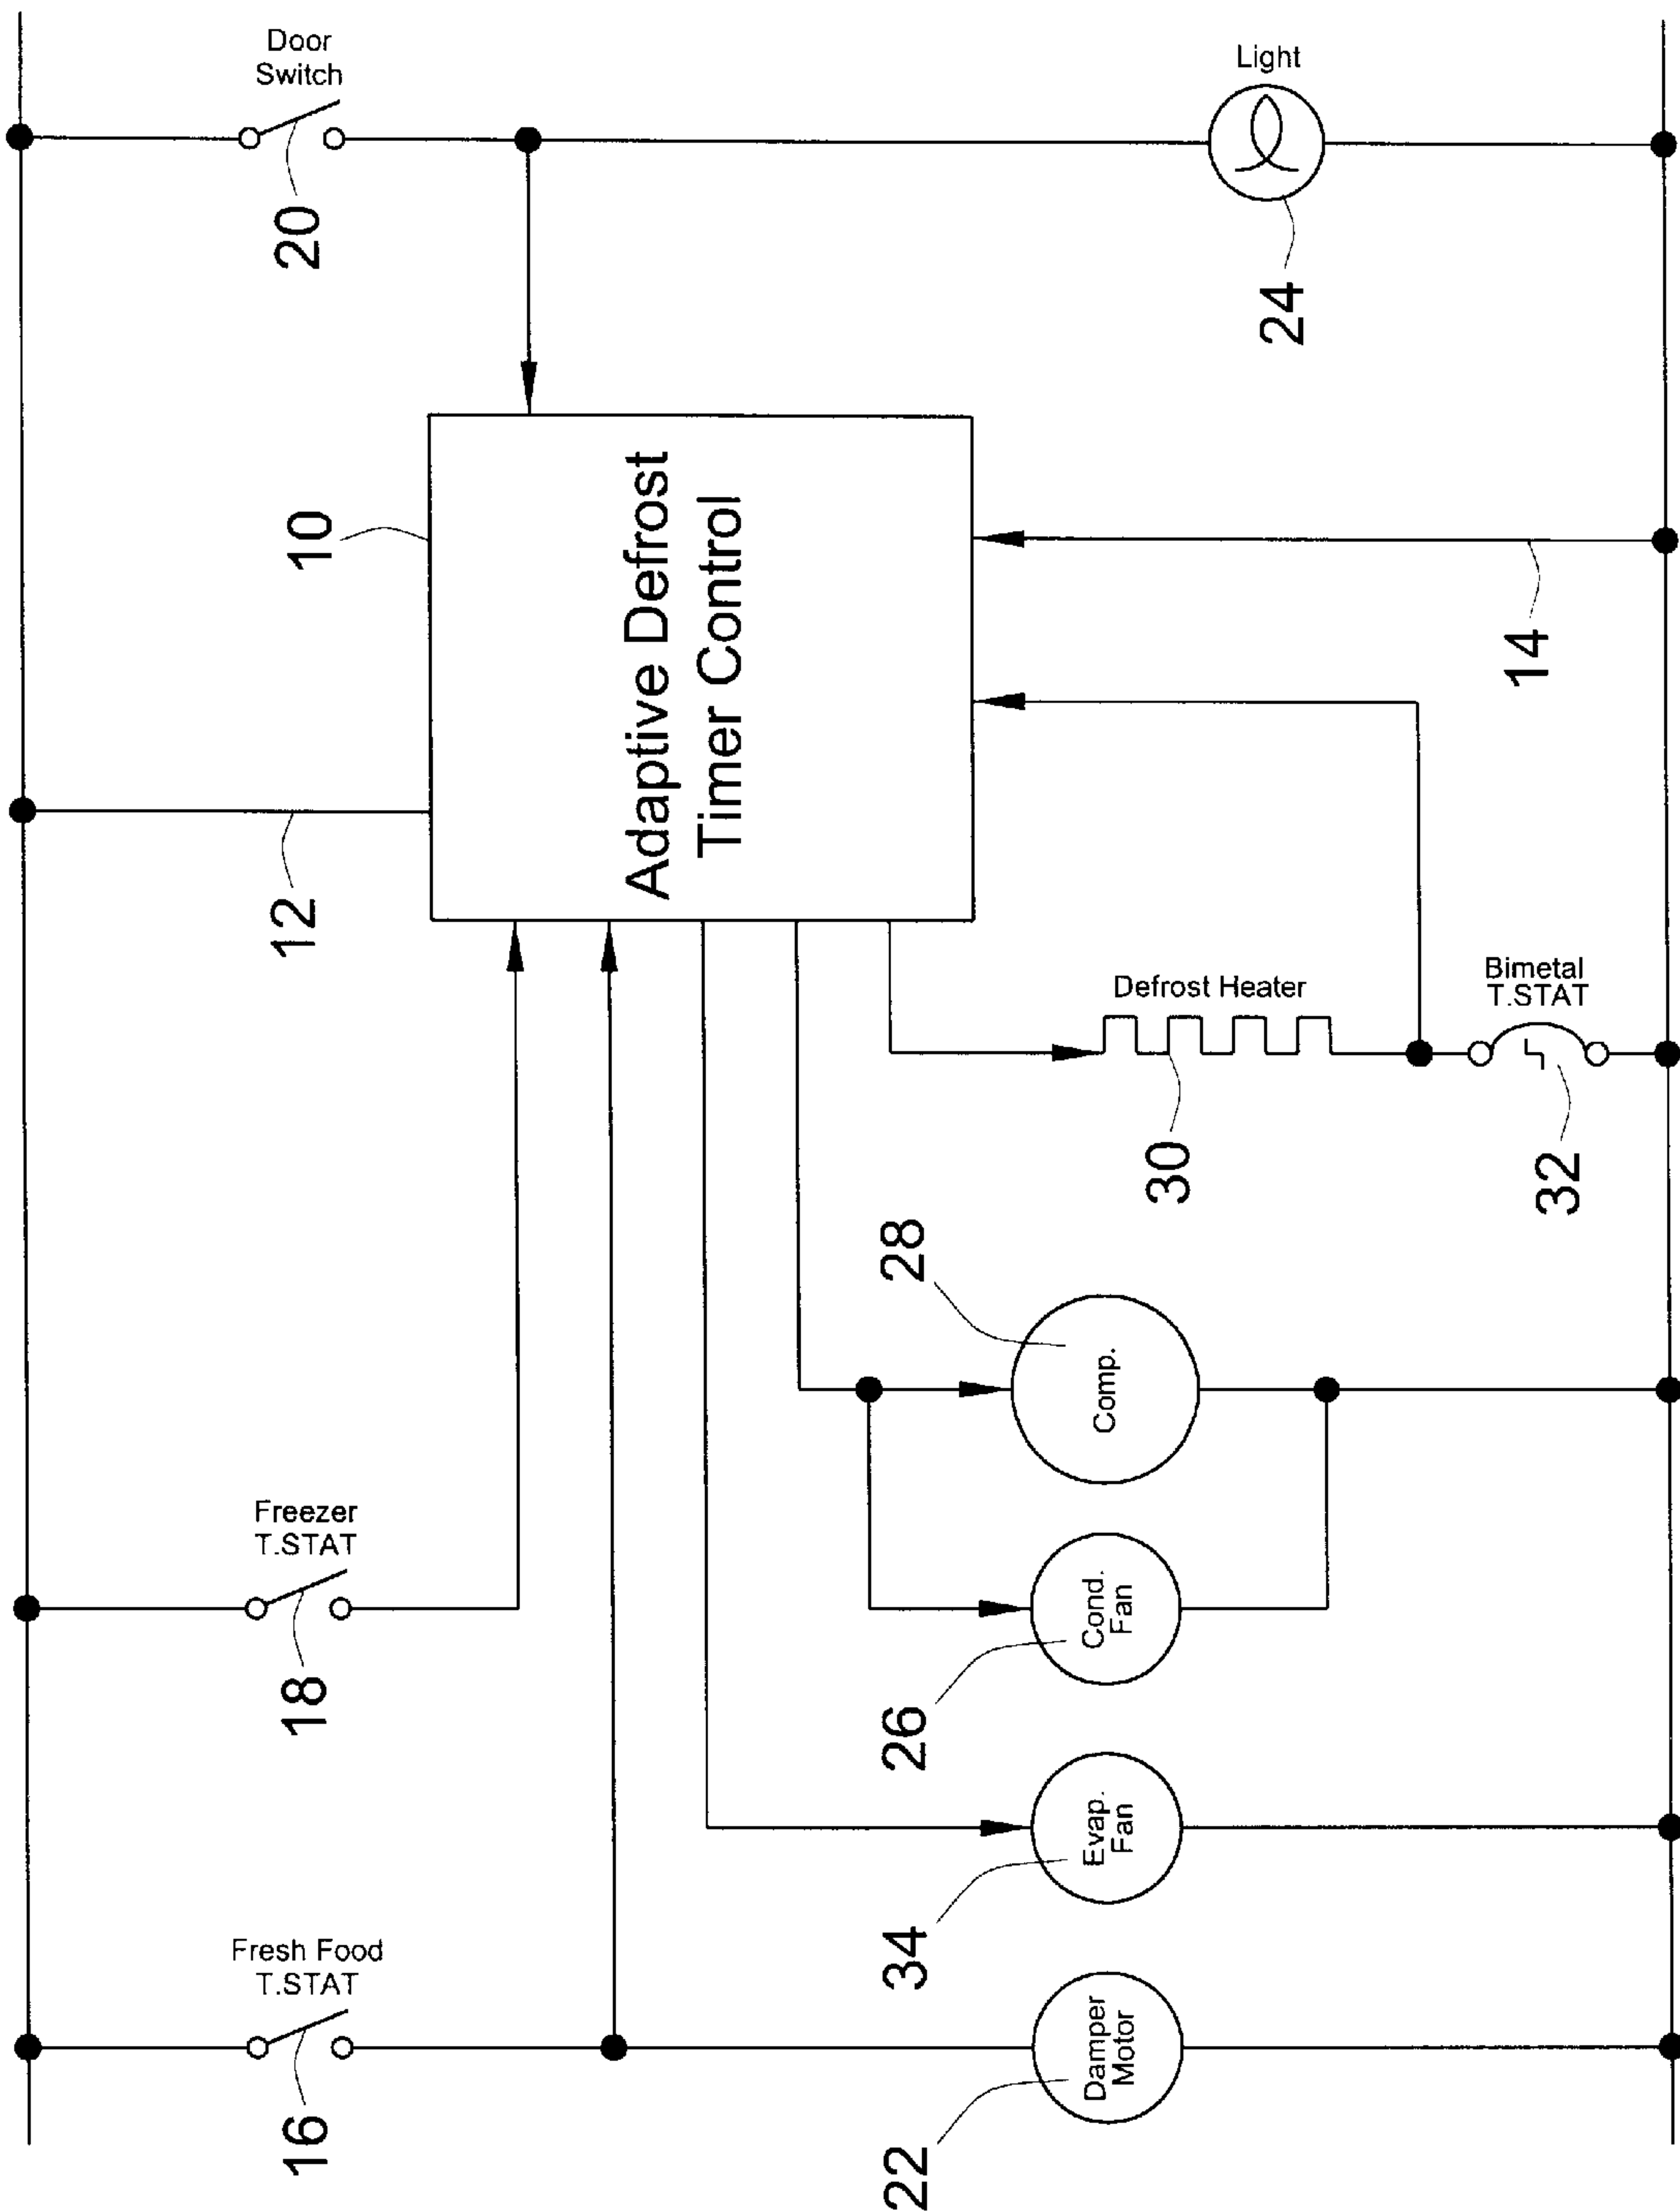 Door
Switch
20
Light
24
10
Adaptive Defrost
Timer Control
12
14
Defrost Heater
30
Bimetal
T.STAT
32
28
Comp.
Freezer
T.STAT
18
Cond.
Fan
26
Evap.
Fan
34
Fresh Food
T.STAT
16
Damper
Motor
22